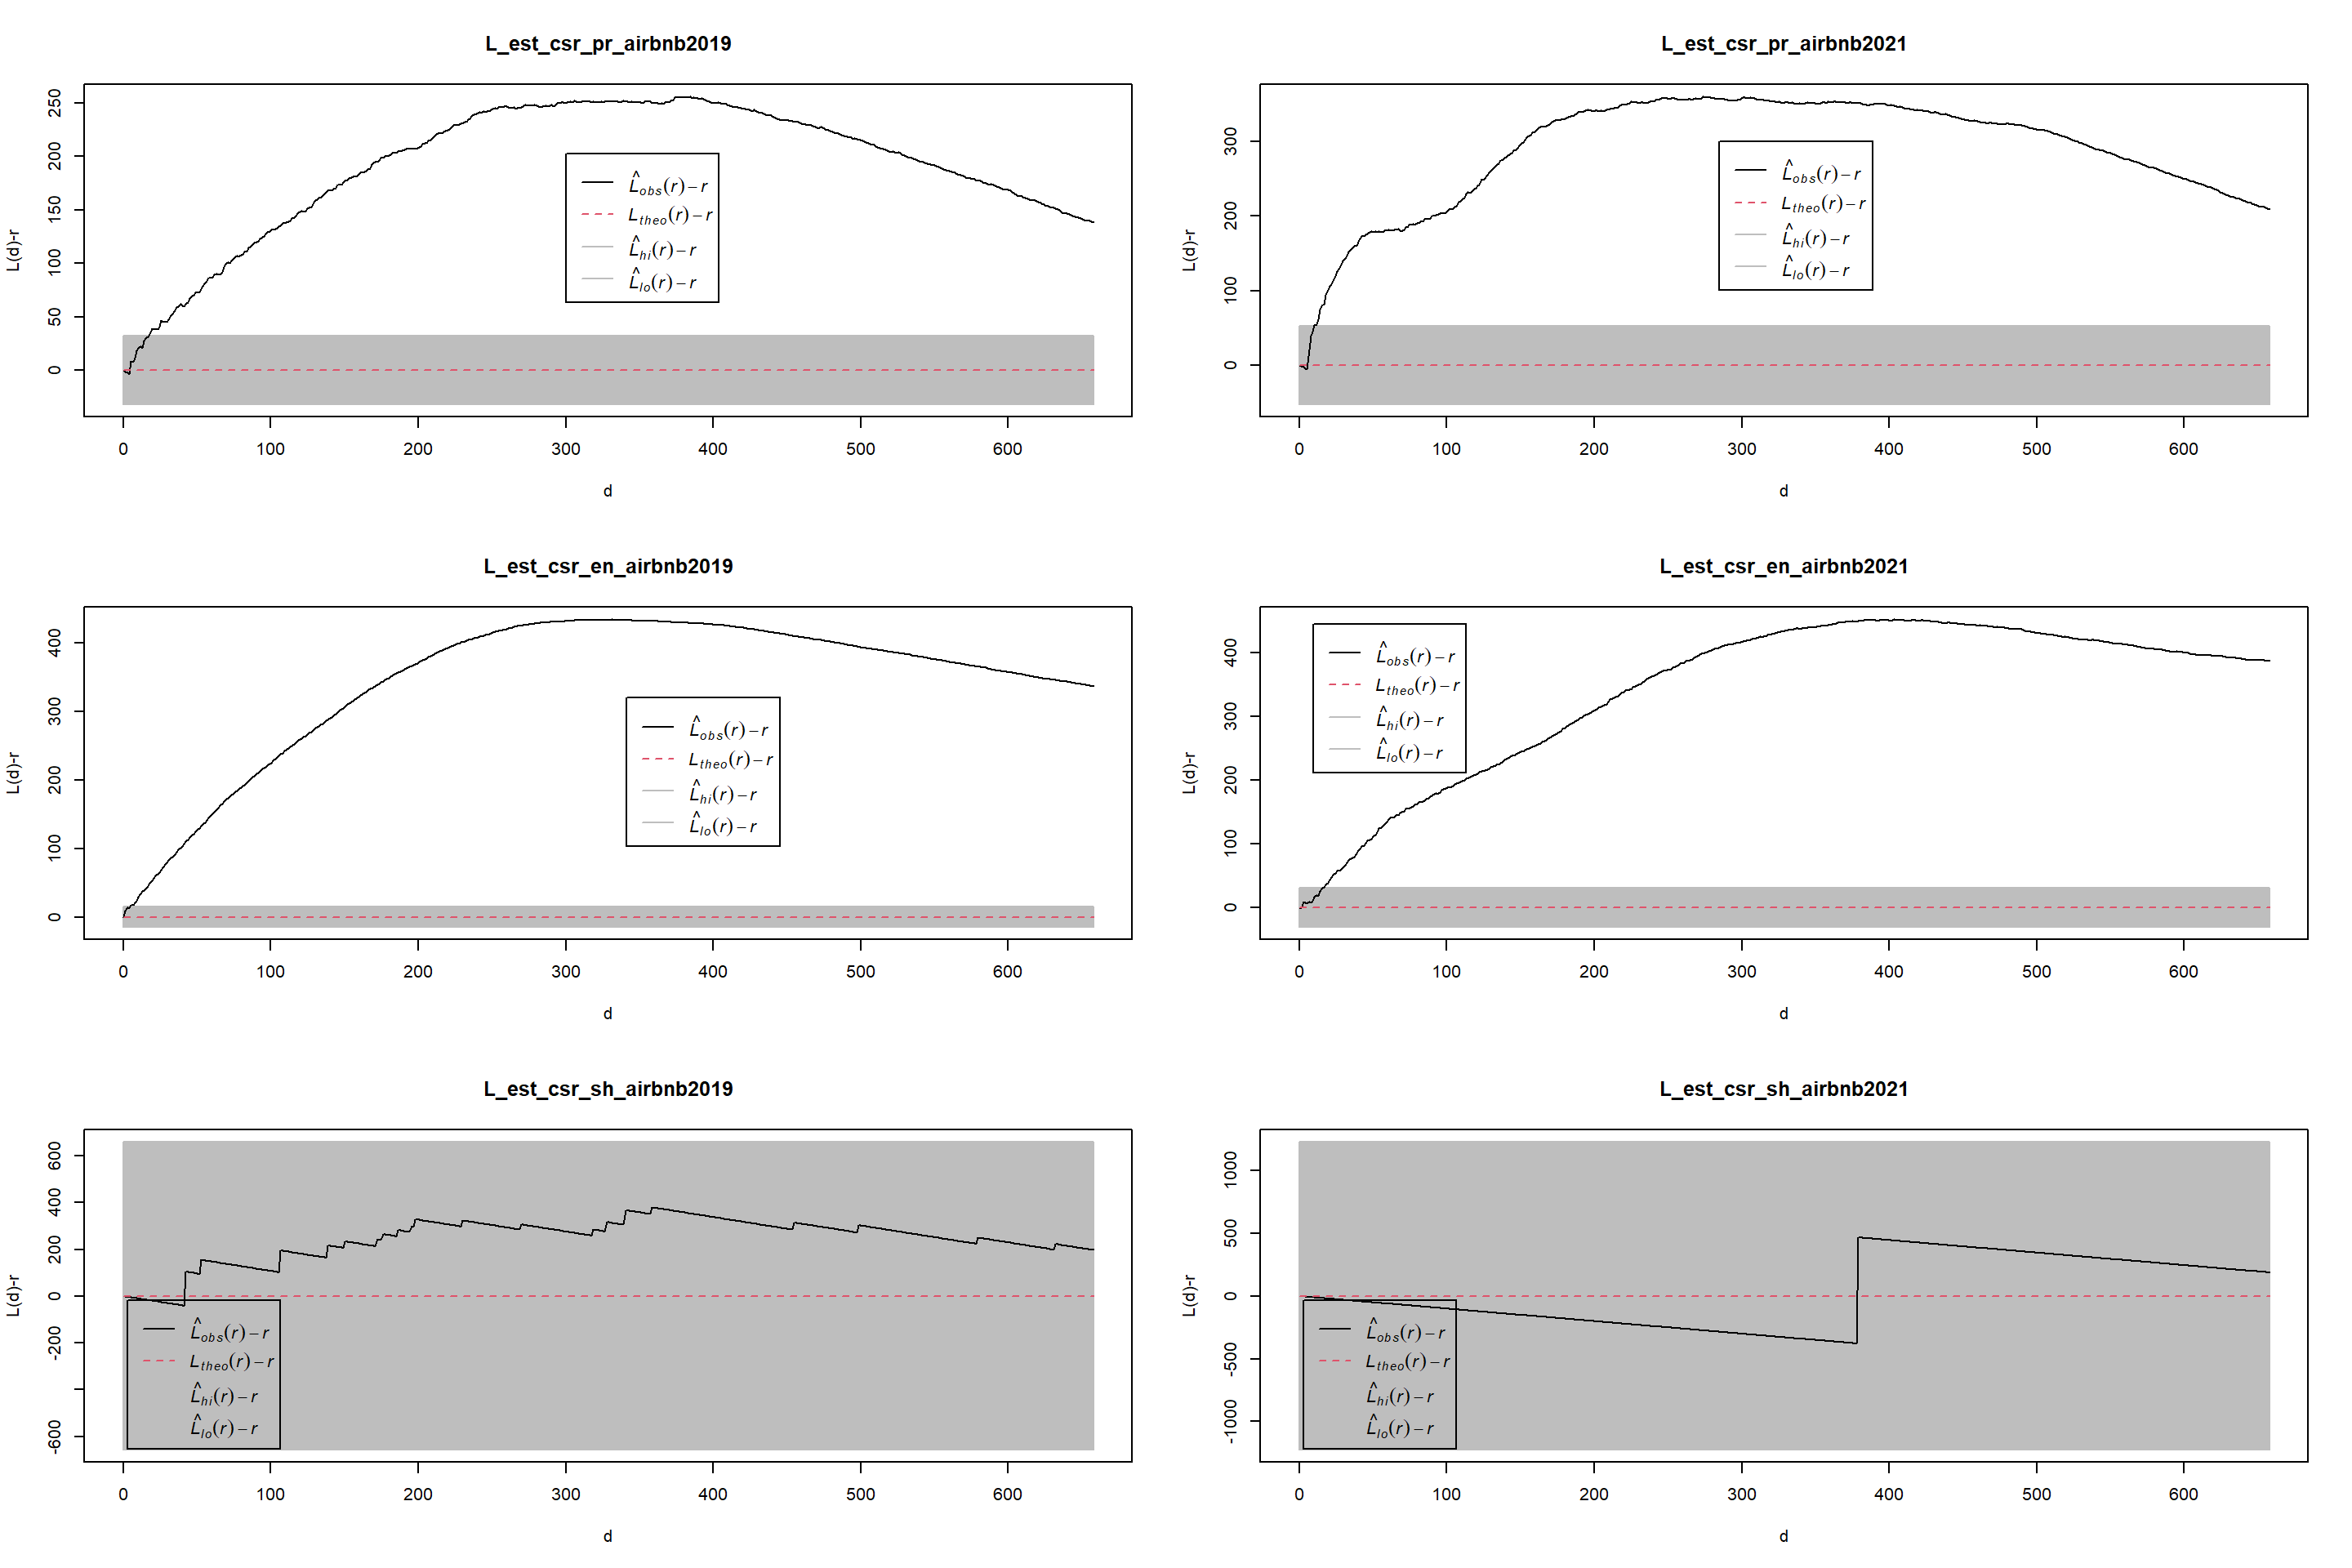 L_est_csr_pr_airbnb2019
L(d)-r
250
200
150
100
50
0
L̂obs(r)−r
Ltheo(r)−r
L̂hi(r)−r
L̂lo(r)−r
0 100 200 300 400 500 600
d
L_est_csr_pr_airbnb2021
L(d)-r
300
200
100
0
L̂obs(r)−r
Ltheo(r)−r
L̂hi(r)−r
L̂lo(r)−r
0 100 200 300 400 500 600
d
L_est_csr_en_airbnb2019
L(d)-r
400
300
200
100
0
L̂obs(r)−r
Ltheo(r)−r
L̂hi(r)−r
L̂lo(r)−r
0 100 200 300 400 500 600
d
L_est_csr_en_airbnb2021
L(d)-r
400
300
200
100
0
L̂obs(r)−r
Ltheo(r)−r
L̂hi(r)−r
L̂lo(r)−r
0 100 200 300 400 500 600
d
L_est_csr_sh_airbnb2019
L(d)-r
600
400
200
0
-200
-600
L̂obs(r)−r
Ltheo(r)−r
L̂hi(r)−r
L̂lo(r)−r
0 100 200 300 400 500 600
d
L_est_csr_sh_airbnb2021
L(d)-r
1000
500
0
-500
-1000
L̂obs(r)−r
Ltheo(r)−r
L̂hi(r)−r
L̂lo(r)−r
0 100 200 300 400 500 600
d